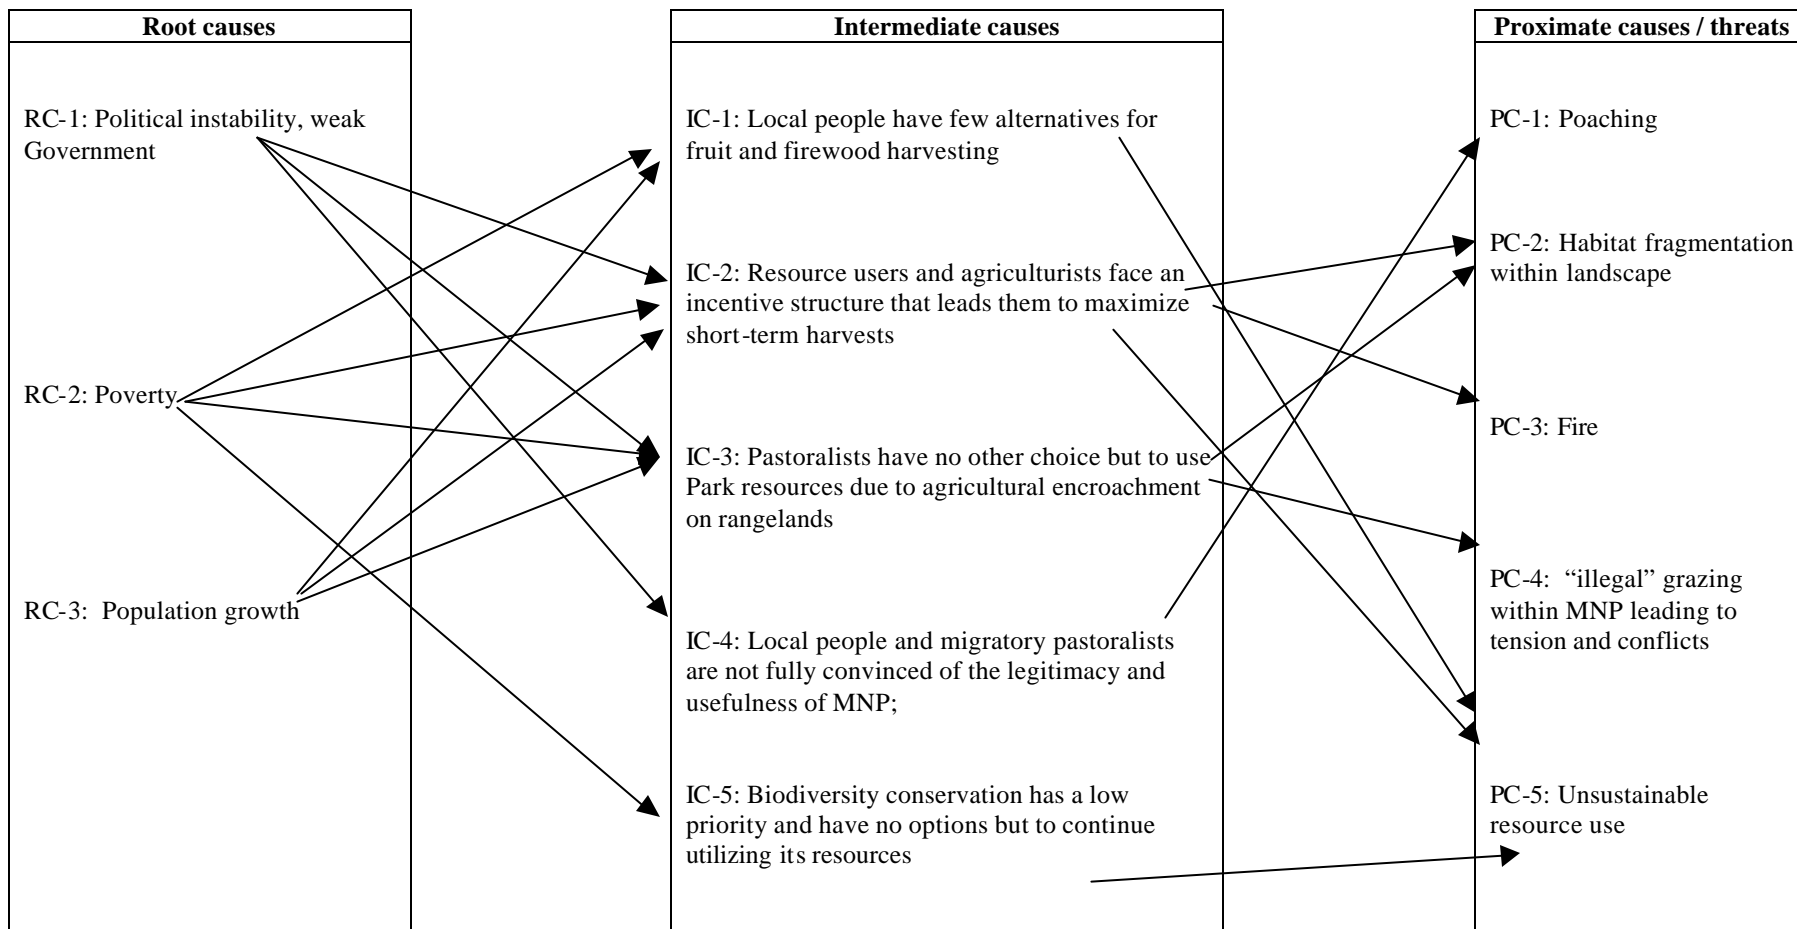 Root causes
RC-1: Political instability, weak
Government
RC-2: Poverty
RC-3:  Population growth
Intermediate causes
IC-1: Local people have few alternatives for
fruit and firewood harvesting
IC-2: Resource users and agriculturists face an
incentive structure that leads them to maximize
short-term harvests
IC-3: Pastoralists have no other choice but to use
Park resources due to agricultural encroachment
on rangelands
IC-4: Local people and migratory pastoralists
are not fully convinced of the legitimacy and
usefulness of MNP;
IC-5: Biodiversity conservation has a low
priority and have no options but to continue
utilizing its resources
Proximate causes / threats
PC-1: Poaching
PC-2: Habitat fragmentation
within landscape
PC-3: Fire
PC-4:  “illegal” grazing
within MNP leading to
tension and conflicts
PC-5: Unsustainable
resource use